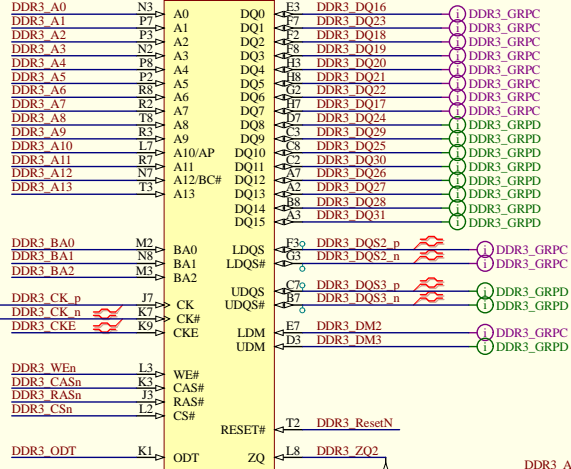 DDR3_A0 N3 A0 DQ0 E3 DDR3_DQ16 i DDR3_GRPC
DDR3_A1 P7 A1 DQ1 F7 DDR3_DQ23 i DDR3_GRPC
DDR3_A2 P3 A2 DQ2 F2 DDR3_DQ18 i DDR3_GRPC
DDR3_A3 N2 A3 DQ3 F8 DDR3_DQ19 i DDR3_GRPC
DDR3_A4 P8 A4 DQ4 H3 DDR3_DQ20 i DDR3_GRPC
DDR3_A5 P2 A5 DQ5 H8 DDR3_DQ21 i DDR3_GRPC
DDR3_A6 R8 A6 DQ6 G2 DDR3_DQ22 i DDR3_GRPC
DDR3_A7 R2 A7 DQ7 H7 DDR3_DQ17 i DDR3_GRPC
DDR3_A8 T8 A8 DQ8 D7 DDR3_DQ24 i DDR3_GRPD
DDR3_A9 R3 A9 DQ9 C3 DDR3_DQ29 i DDR3_GRPD
DDR3_A10 L7 A10/AP DQ10 C8 DDR3_DQ25 i DDR3_GRPD
DDR3_A11 R7 A11 DQ11 C2 DDR3_DQ30 i DDR3_GRPD
DDR3_A12 N7 A12/BC# DQ12 A7 DDR3_DQ26 i DDR3_GRPD
DDR3_A13 T3 A13 DQ13 A2 DDR3_DQ27 i DDR3_GRPD
DQ14 B8 DDR3_DQ28 i DDR3_GRPD
DQ15 A3 DDR3_DQ31 i DDR3_GRPD
DDR3_BA0 M2 BA0 LDQS F3 DDR3_DQS2_p i DDR3_GRPC
DDR3_BA1 N8 BA1 LDQS# G3 DDR3_DQS2_n i DDR3_GRPC
DDR3_BA2 M3 BA2
UDQS C7 DDR3_DQS3_p i DDR3_GRPD
DDR3_CK_p J7 CK UDQS# B7 DDR3_DQS3_n i DDR3_GRPD
DDR3_CK_n K7 CK#
DDR3_CKE K9 CKE LDM E7 DDR3_DM2 i DDR3_GRPC
UDM D3 DDR3_DM3 i DDR3_GRPD
DDR3_WEn L3 WE#
DDR3_CASn K3 CAS#
DDR3_RASn J3 RAS#
DDR3_CSn L2 CS#
RESET# T2 DDR3_ResetN
DDR3_ODT K1 ODT ZQ L8 DDR3_ZQ2
DDR3_A